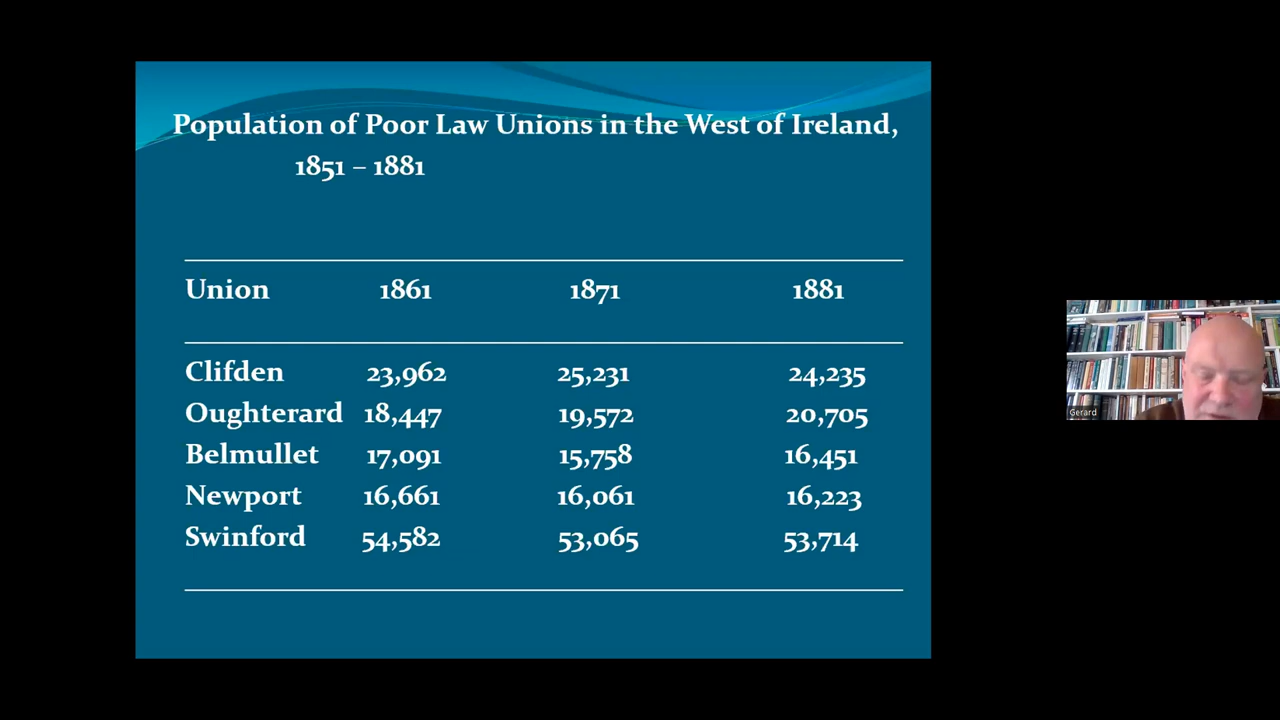 Population of Poor Law Unions in the West of Ireland,
1851 – 1881
Union 1861 1871 1881
Clifden 23,962 25,231 24,235
Oughterard 18,447 19,572 20,705
Belmullet 17,091 15,758 16,451
Newport 16,661 16,061 16,223
Swinford 54,582 53,065 53,714
Gerard